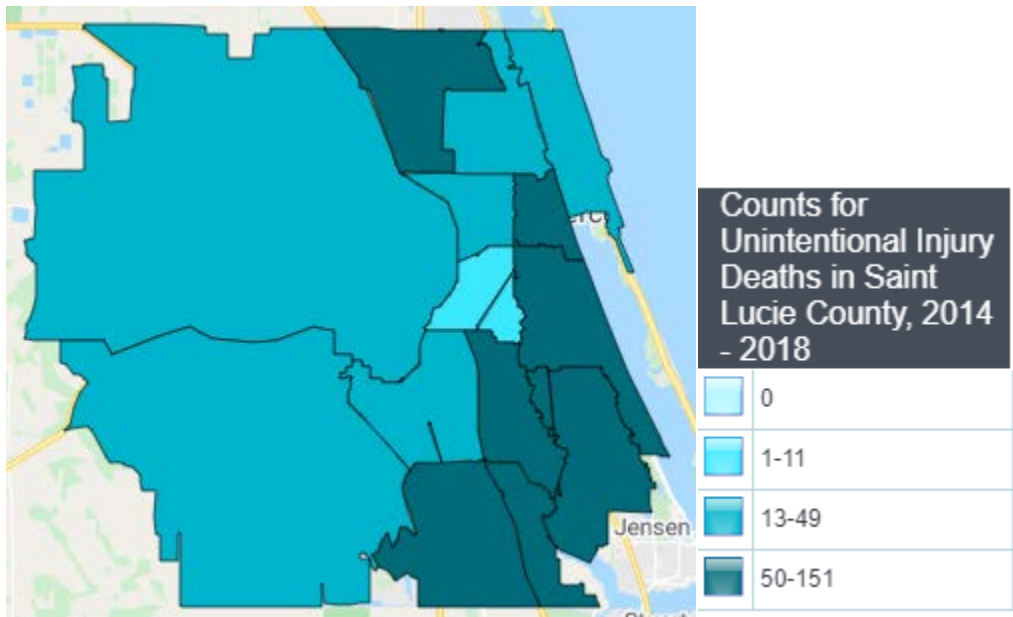 Counts for
Unintentional Injury
Deaths in Saint
Lucie County, 2014
- 2018
0
1-11
13-49
50-151
Jensen